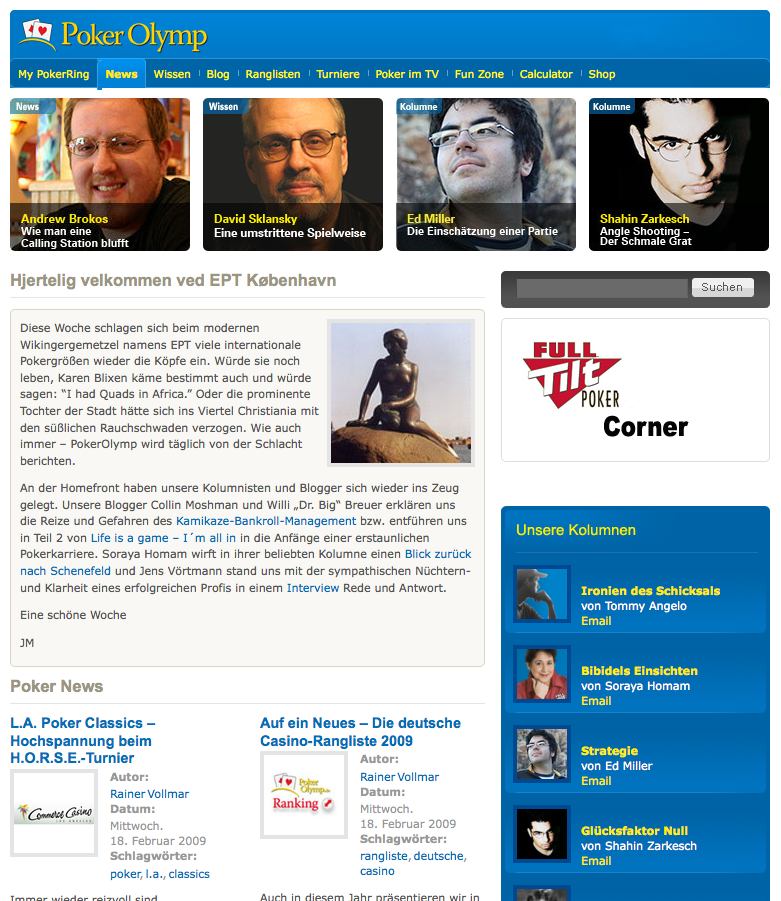 Poker Olymp
My PokerRing
News
Wissen
Blog
Ranglisten
Turniere
Poker im TV
Fun Zone
Calculator
Shop
News
Andrew Brokos
Wie man eine
Calling Station blufft
Wissen
David Sklansky
Eine umstrittene Spielweise
Kolumne
Ed Miller
Die Einschätzung einer Partie
Kolumne
Shahin Zarkesch
Angle Shooting –
Der Schmale Grat
Hjertelig velkommen ved EPT København
Diese Woche schlagen sich beim modernen
Wikingergemetzel namens EPT viele internationale
Pokergrößen wieder die Köpfe ein. Würde sie noch
leben, Karen Blixen käme bestimmt auch und würde
sagen: “I had Quads in Africa.” Oder die prominente
Tochter der Stadt hätte sich ins Viertel Christiania mit
den süßlichen Rauchschwaden verzogen. Wie auch
immer – PokerOlymp wird täglich von der Schlacht
berichten.
An der Homefront haben unsere Kolumnisten und Blogger sich wieder ins Zeug
gelegt. Unsere Blogger Collin Moshman und Willi „Dr. Big“ Breuer erklären uns
die Reize und Gefahren des Kamikaze-Bankroll-Management bzw. entführen uns
in Teil 2 von Life is a game – I´m all in in die Anfänge einer erstaunlichen
Pokerkarriere. Soraya Homam wirft in ihrer beliebten Kolumne einen Blick zurück
nach Schenefeld und Jens Vörtmann stand uns mit der sympathischen Nüchtern-
und Klarheit eines erfolgreichen Profis in einem Interview Rede und Antwort.
Eine schöne Woche
JM
Poker News
L.A. Poker Classics –
Hochspannung beim
H.O.R.S.E.-Turnier
Commerce Casino
LOS ANGELES
Autor:
Rainer Vollmar
Datum:
Mittwoch.
18. Februar 2009
Schlagwörter:
poker, l.a., classics
Immer wieder reizvoll sind
Auf ein Neues – Die deutsche
Casino-Rangliste 2009
Poker Olymp.de
Ranking
Autor:
Rainer Vollmar
Datum:
Mittwoch.
18. Februar 2009
Schlagwörter:
rangliste, deutsche,
casino
Auch in diesem Jahr präsentieren wir in
Suchen
FULL
Tilt
POKER
Corner
Unsere Kolumnen
Ironien des Schicksals
von Tommy Angelo
Email
Bibidels Einsichten
von Soraya Homam
Email
Strategie
von Ed Miller
Email
Glücksfaktor Null
von Shahin Zarkesch
Email